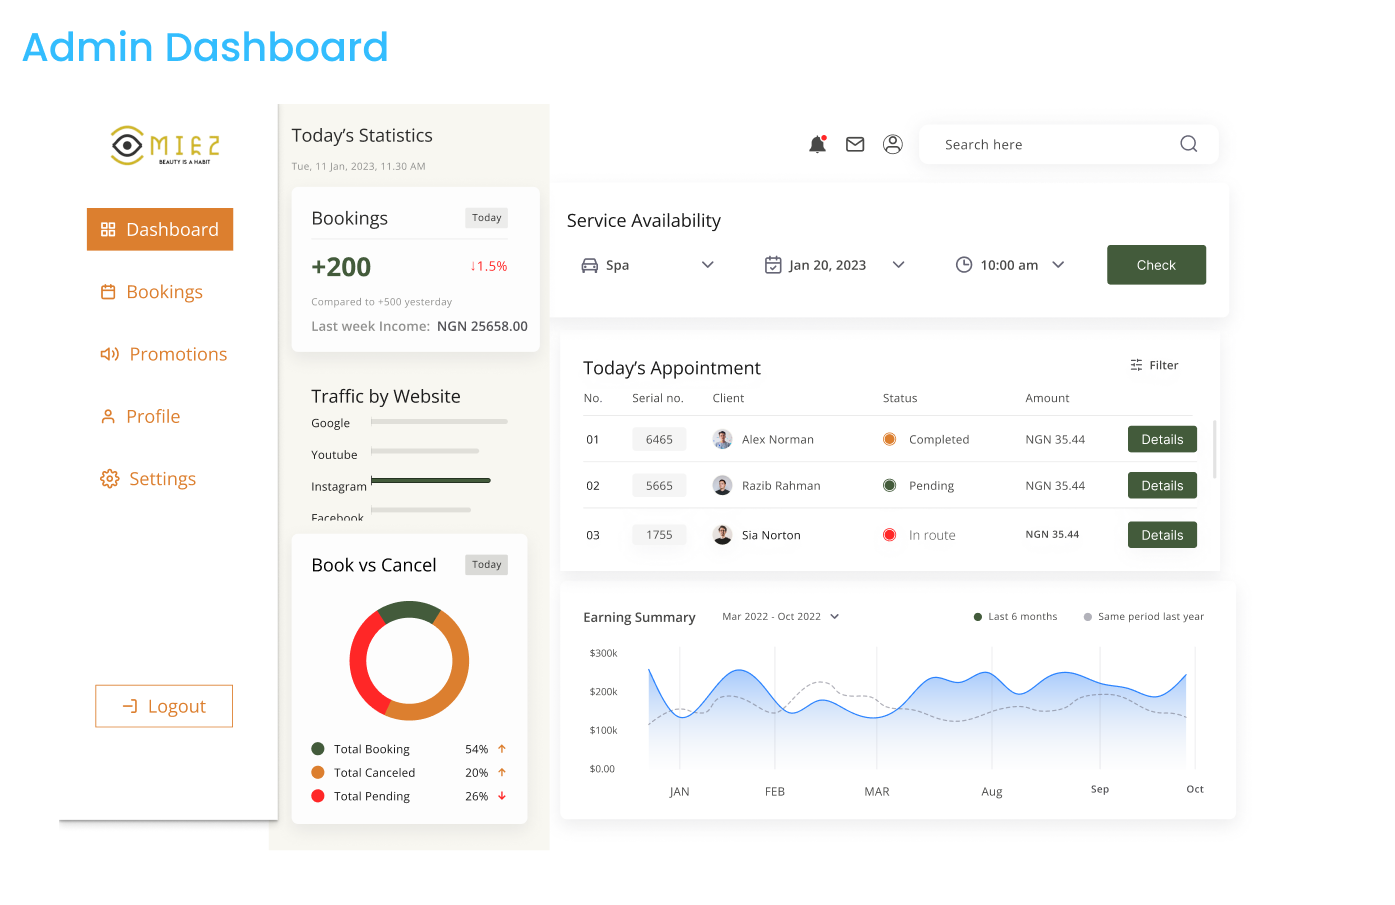 Admin Dashboard
MIRZ
BEAUTY IS A HABIT
Dashboard
Bookings
Promotions
Profile
Settings
Logout
Today’s Statistics
Tue, 11 Jan, 2023, 11.30 AM
Bookings
Today
+200
↓1.5%
Compared to +500 yesterday
Last week Income: NGN 25658.00
Traffic by Website
Google
Youtube
Instagram
Facebook
Book vs Cancel
Today
Total Booking 54% ↑
Total Canceled 20% ↑
Total Pending 26% ↓
Search here
Service Availability
Spa
Jan 20, 2023
10:00 am
Check
Today’s Appointment
Filter
No. Serial no. Client Status Amount
01 6465 Alex Norman Completed NGN 35.44 Details
02 5665 Razib Rahman Pending NGN 35.44 Details
03 1755 Sia Norton In route NGN 35.44 Details
Earning Summary
Mar 2022 - Oct 2022
Last 6 months
Same period last year
$300k
$200k
$100k
$0.00
JAN FEB MAR Aug Sep Oct